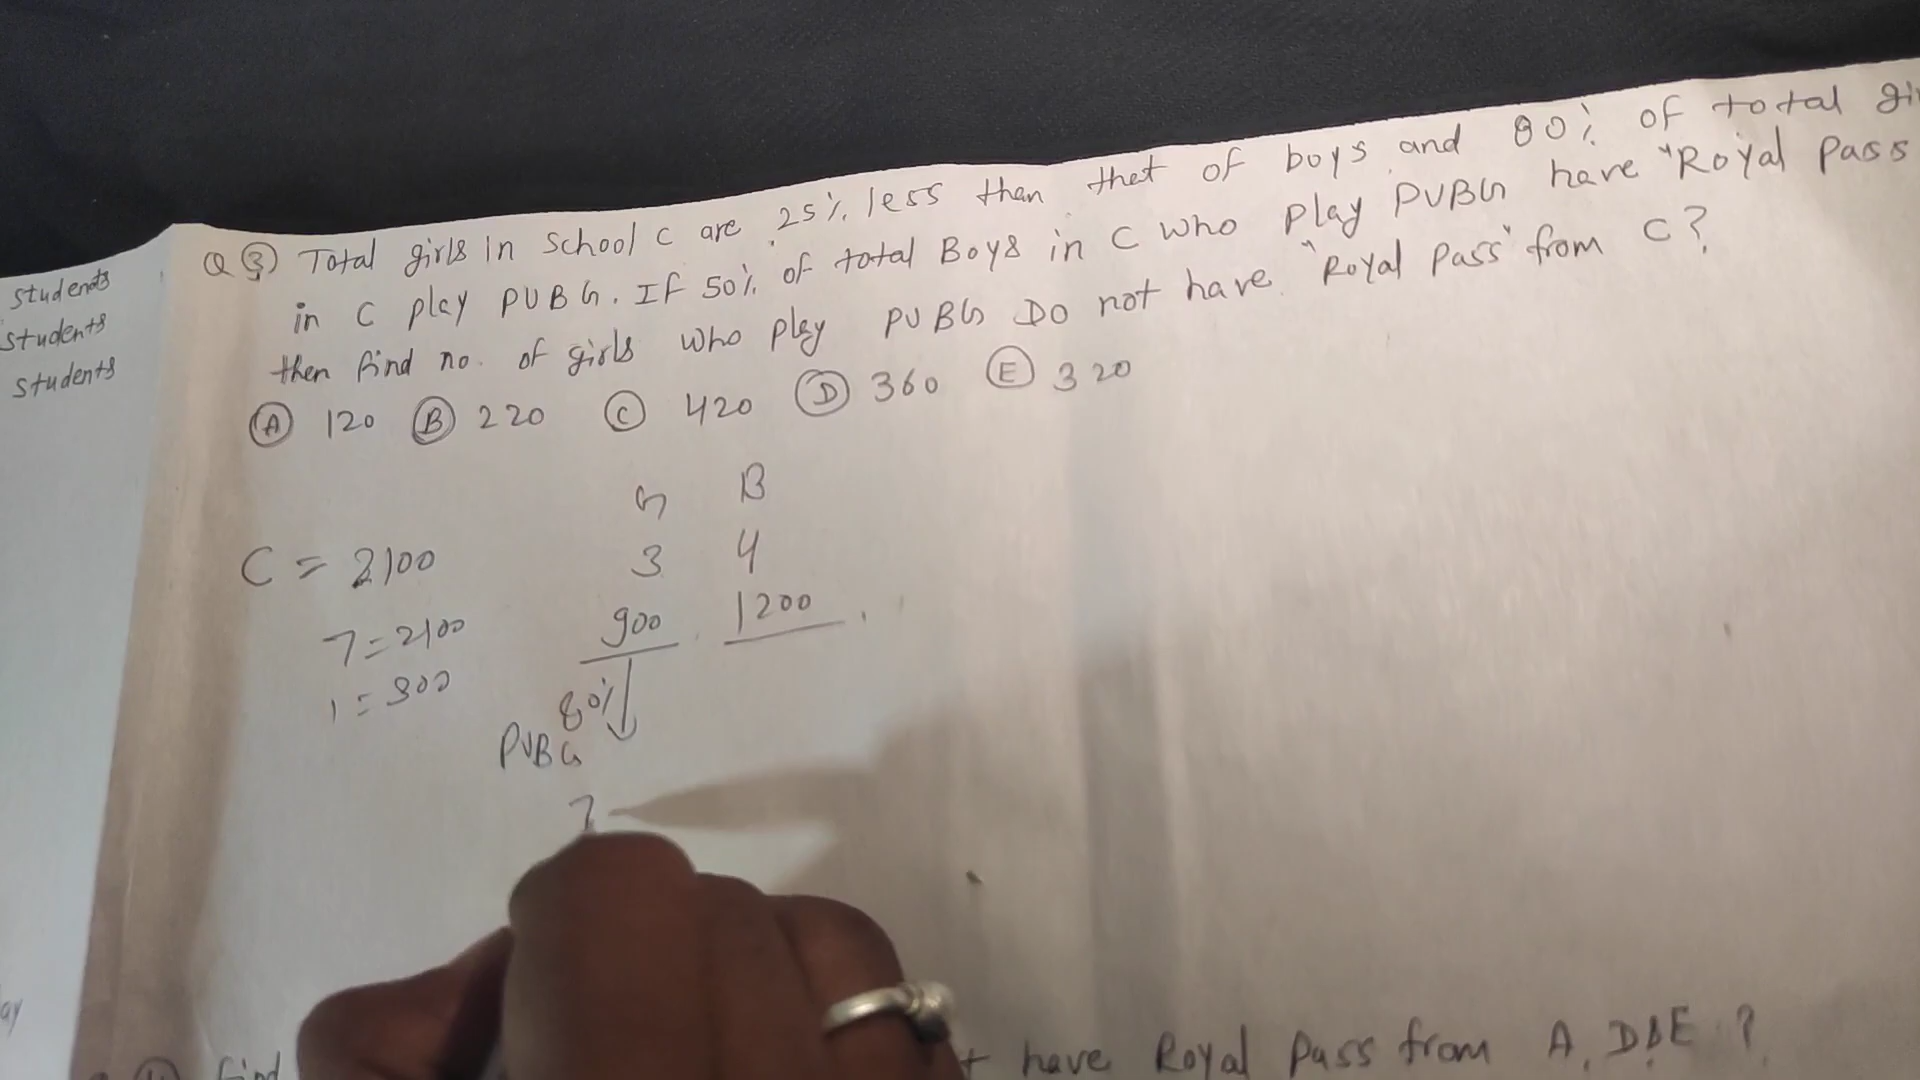 students
students
students
Q ③ Total girls in school C are 25% less than that of boys and 80% of total
in C play PUBG. If 50% of total Boys in C who play PUBG have "Royal Pass
then find no. of girls who play PUBG Do not have "Royal Pass" from C?
Ⓐ 120 Ⓑ 220 Ⓒ 420 Ⓓ 360 Ⓔ 320
G B
C = 2100 3 4
7 = 2100 900 1200
1 = 300 80%
PUBG
7
have Royal Pass from A, D & E ?